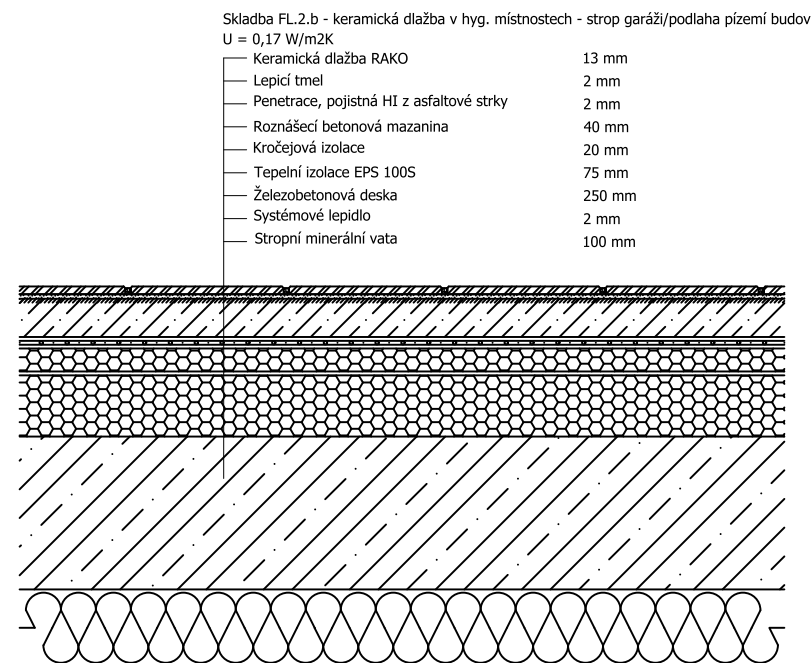 Skladba FL.2.b - keramická dlažba v hyg. místnostech - strop garáži/podlaha pízemí budov
U = 0,17 W/m2K
Keramická dlažba RAKO 13 mm
Lepicí tmel 2 mm
Penetrace, pojistná HI z asfaltové strky 2 mm
Roznášecí betonová mazanina 40 mm
Kročejová izolace 20 mm
Tepelní izolace EPS 100S 75 mm
Železobetonová deska 250 mm
Systémové lepidlo 2 mm
Stropní minerální vata 100 mm